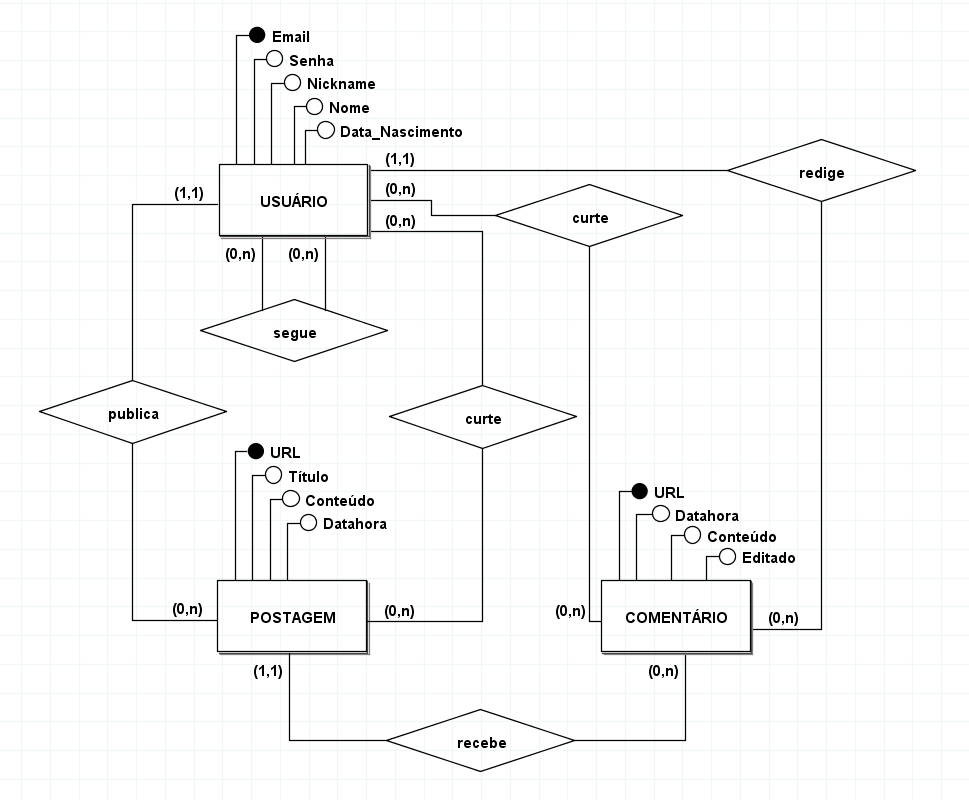 Email
Senha
Nickname
Nome
Data_Nascimento
(1,1)
redige
(1,1)
USUÁRIO
(0,n)
curte
(0,n)
(0,n)
(0,n)
segue
publica
curte
URL
Título
Conteúdo
Datahora
URL
Datahora
Conteúdo
Editado
(0,n)
POSTAGEM
(0,n)
(0,n)
COMENTÁRIO
(0,n)
(1,1)
(0,n)
recebe